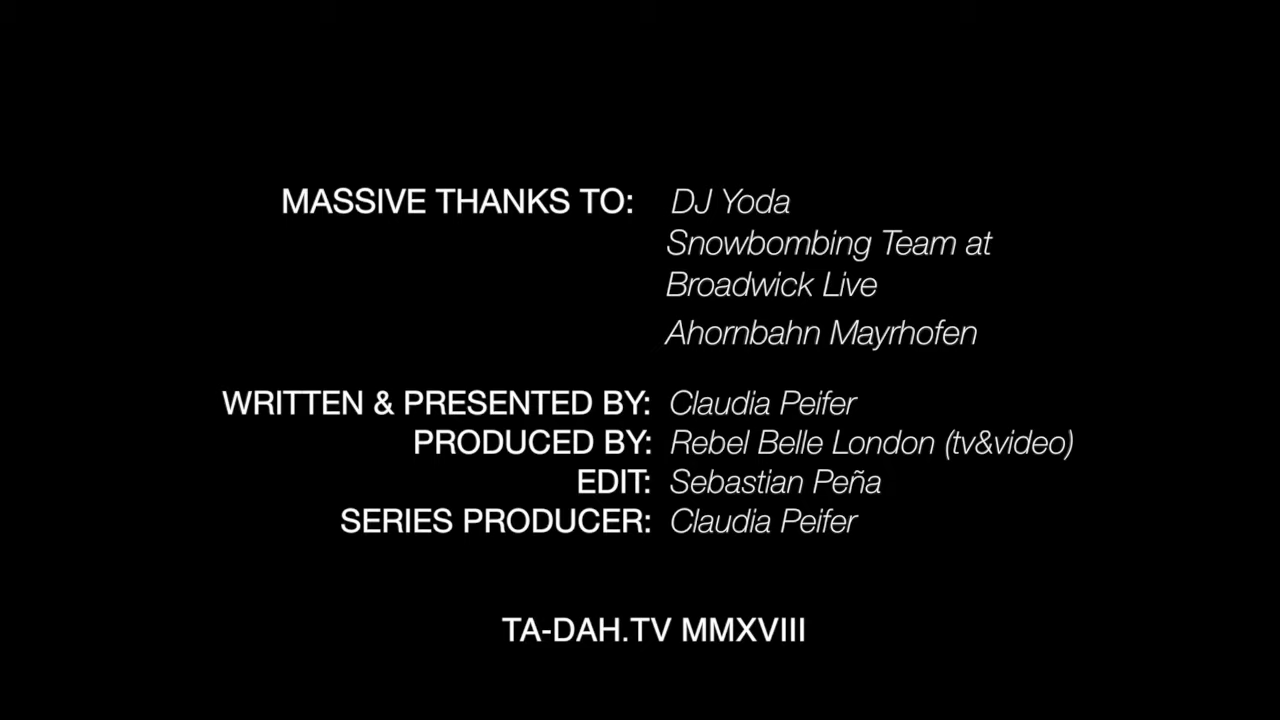 MASSIVE THANKS TO: DJ Yoda
Snowbombing Team at
Broadwick Live
Ahornbahn Mayrhofen
WRITTEN & PRESENTED BY: Claudia Peifer
PRODUCED BY: Rebel Belle London (tv&video)
EDIT: Sebastian Peña
SERIES PRODUCER: Claudia Peifer
TA-DAH.TV MMXVIII